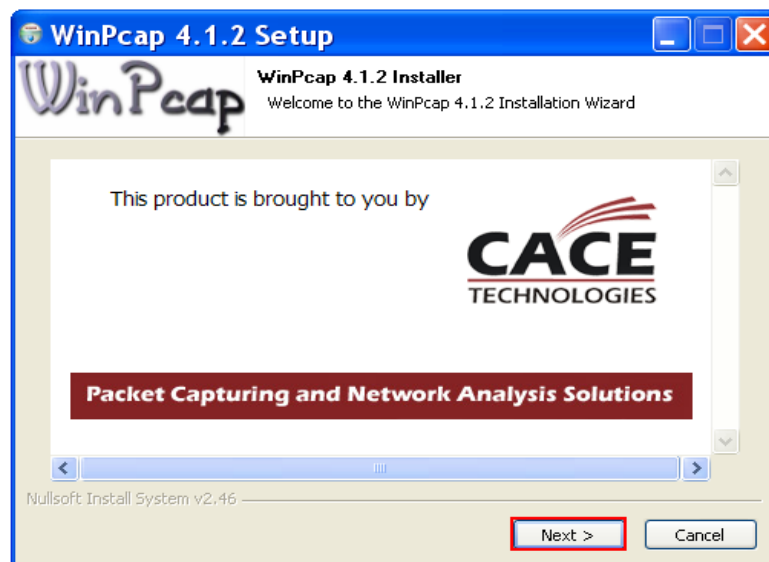 WinPcap 4.1.2 Setup
WinPcap
WinPcap 4.1.2 Installer
Welcome to the WinPcap 4.1.2 Installation Wizard
This product is brought to you by
CACE
TECHNOLOGIES
Packet Capturing and Network Analysis Solutions
Nullsoft Install System v2.46
Next >
Cancel